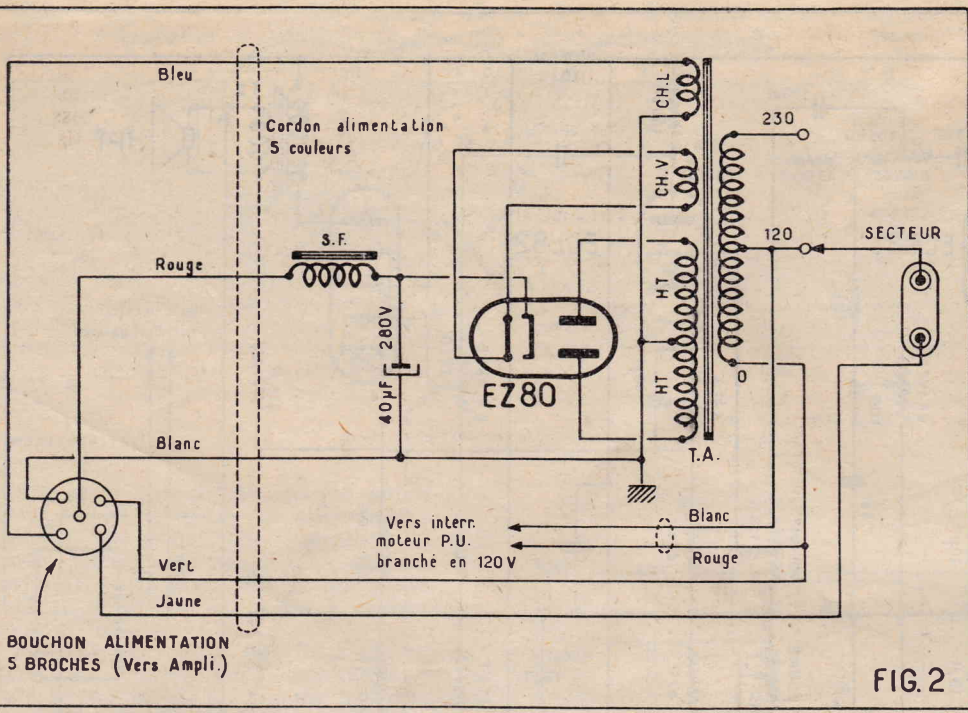 Bleu
Cordon alimentation
5 couleurs
CH.L
CH.V
230
120
SECTEUR
S.F.
Rouge
HT
40µF 280V
HT
0
EZ80
T.A.
Blanc
Vers interr.
moteur P.U.
branché en 120V
Blanc
Rouge
Vert
Jaune
BOUCHON ALIMENTATION
5 BROCHES (Vers Ampli.)
FIG. 2